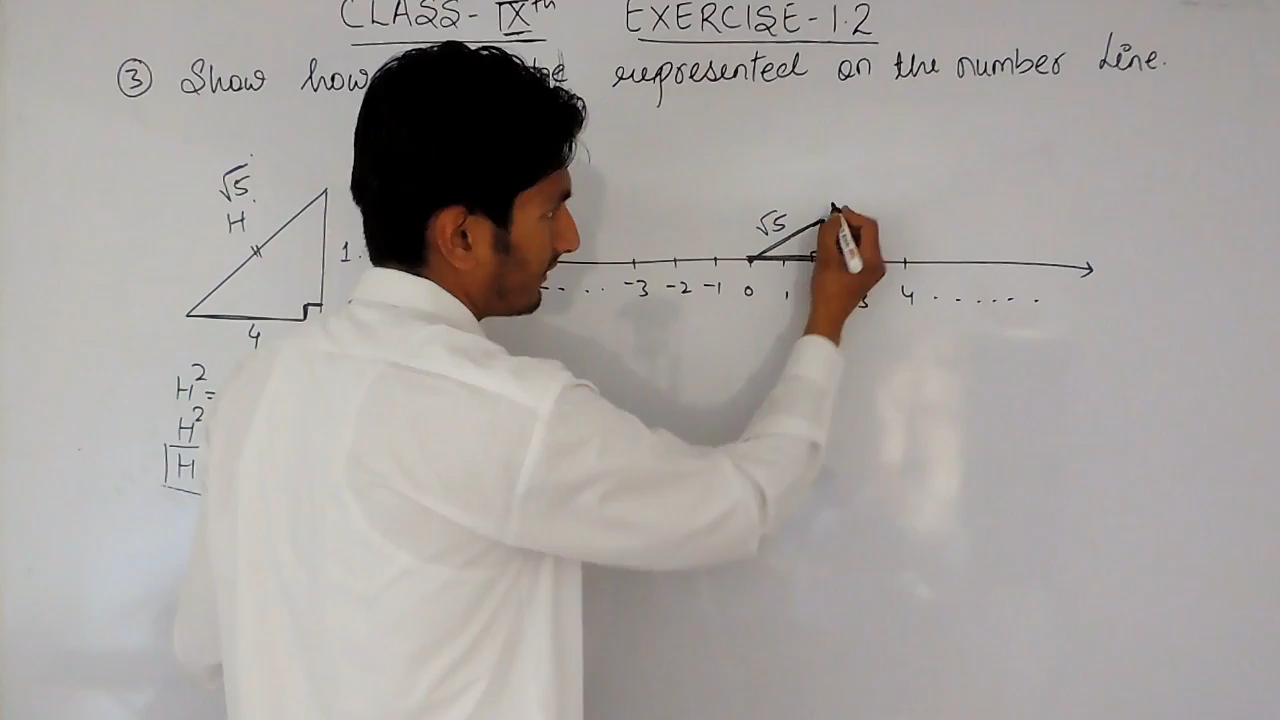 CLASS-IXth EXERCISE-1.2
③ Show how represented on the number line.
√5
H
1.
4
H²=
H²
H
√5
-3 -2 -1 0 1 3 4 . . . . . .